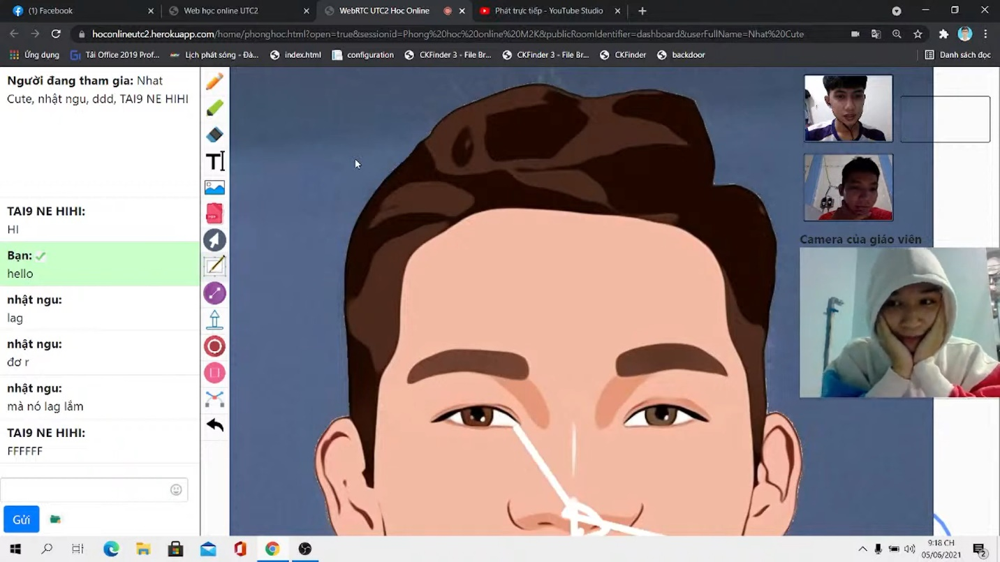 (1) Facebook
Web học online UTC2
WebRTC UTC2 Hoc Online
Phát trực tiếp - YouTube Studio
hoconlineutc2.herokuapp.com/home/phonghoc.html?open=true&sessionid=Phong%20hoc%20online%20M2K&publicRoomIdentifier=dashboard&userFullName=Nhat%20Cute
Ứng dụng
Tải Office 2019 Prof...
Lịch phát sóng - Đà...
index.html
configuration
CKFinder 3 - File Br...
CKFinder 3 - File Br...
CKFinder
backdoor
Danh sách đọc
Người đang tham gia: Nhat
Cute, nhật ngu, ddd, TAI9 NE HIHI
TAI9 NE HIHI:
HI
Bạn:
hello
nhật ngu:
lag
nhật ngu:
đơ r
nhật ngu:
mà nó lag lắm
TAI9 NE HIHI:
FFFFFF
Gửi
Camera của giáo viên
9:18 CH
05/06/2021
2